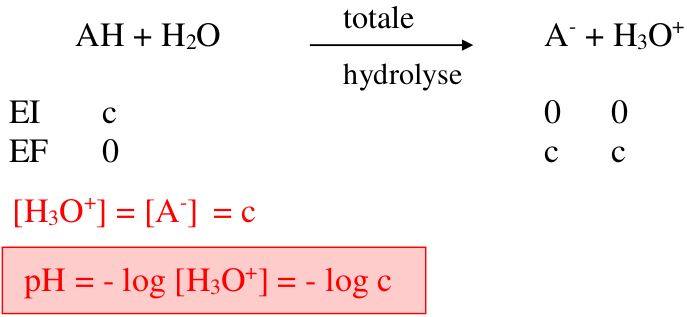 totale
AH + H₂O A⁻ + H₃O⁺
hydrolyse
EI c 0 0
EF 0 c c
[H₃O⁺] = [A⁻] = c
pH = - log [H₃O⁺] = - log c